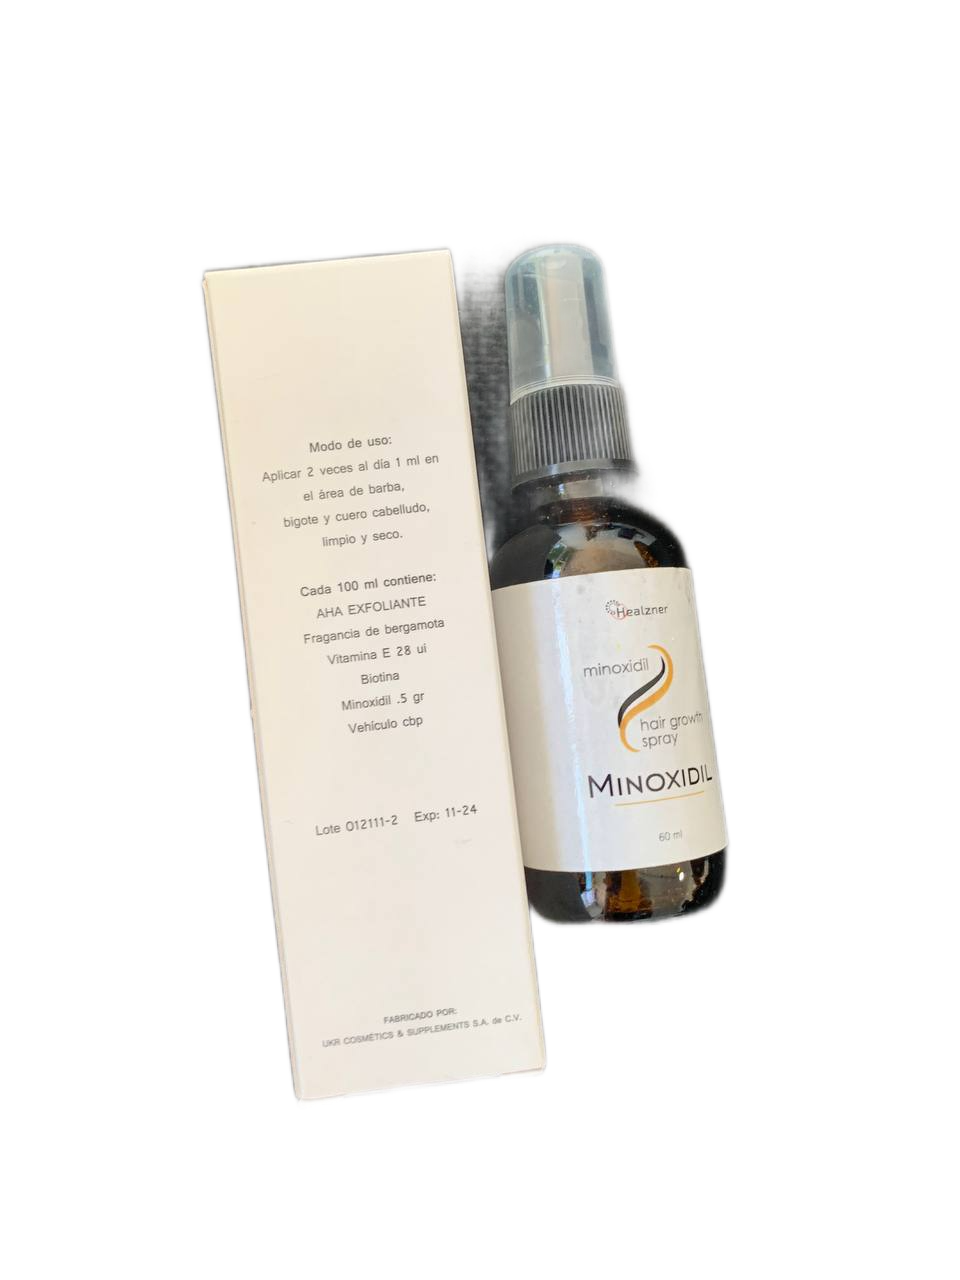 Modo de uso:
Aplicar 2 veces al día 1 ml en
el área de barba,
bigote y cuero cabelludo,
limpio y seco.
Cada 100 ml contiene:
AHA EXFOLIANTE
Fragancia de bergamota
Vitamina E 28 ui
Biotina
Minoxidil .5 gr
Vehículo cbp
Lote 012111-2 Exp: 11-24
FABRICADO POR:
UKR COSMETICS & SUPPLEMENTS S.A. de C.V.
Healzner
minoxidil
hair growth
spray
MINOXIDIL
60 ml